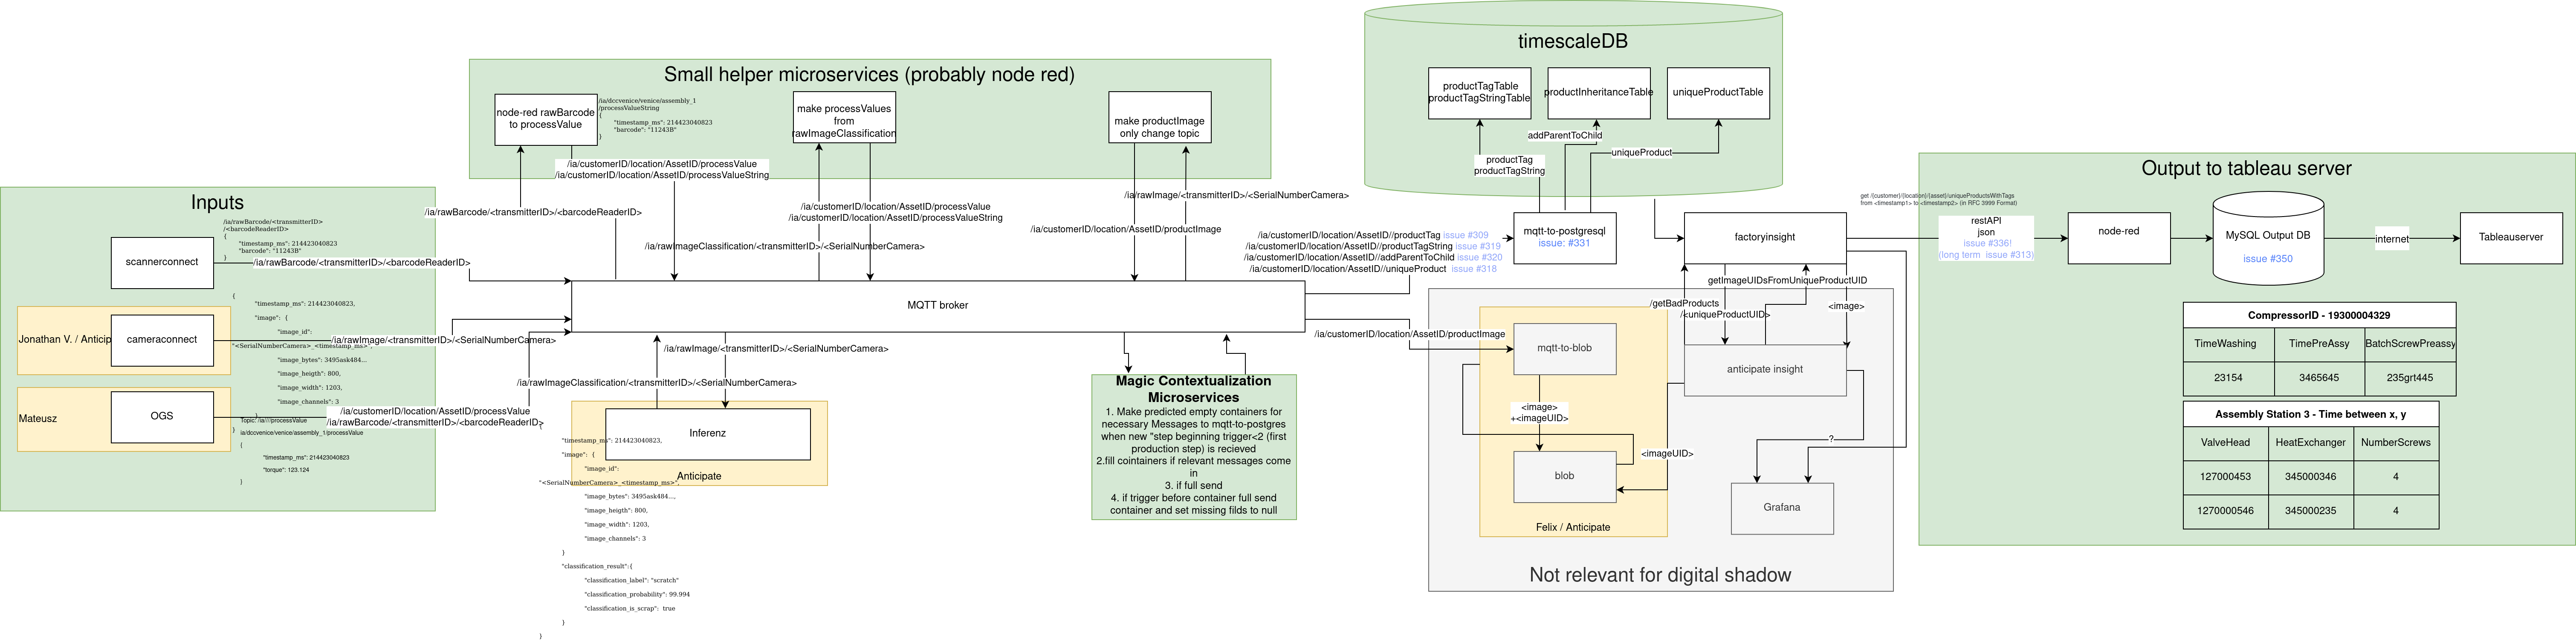 Inputs
/ia/rawBarcode/<transmitterID>
/<barcodeReaderID>
{
"timestamp_ms": 214423040823
"barcode": "11243B"
}
scannerconnect
/ia/rawBarcode/<transmitterID>/<barcodeReaderID>
{
"timestamp_ms": 214423040823,
"image": {
"image_id":
"<SerialNumberCamera>_<timestamp_ms>",
"image_bytes": 3495ask484...
"image_heigth": 800,
"image_width": 1203,
"image_channels": 3
}
}
Jonathan V. / Anticip
cameraconnect
/ia/rawImage/<transmitterID>/<SerialNumberCamera>
Mateusz
OGS
/ia/customerID/location/AssetID/processValue
/ia/rawBarcode/<transmitterID>/<barcodeReaderID>
Topic: /ia////processValue
ia/dccvenice/venice/assembly_1/processValue
{
"timestamp_ms": 214423040823
"torque": 123.124
}
Small helper microservices (probably node red)
node-red rawBarcode
to processValue
/ia/dccvenice/venice/assembly_1
/processValueString
{
"timestamp_ms": 214423040823
"barcode": "11243B"
}
make processValues
from
rawImageClassification
make productImage
only change topic
/ia/customerID/location/AssetID/processValue
/ia/customerID/location/AssetID/processValueString
/ia/rawBarcode/<transmitterID>/<barcodeReaderID>
/ia/customerID/location/AssetID/processValue
/ia/customerID/location/AssetID/processValueString
/ia/rawImageClassification/<transmitterID>/<SerialNumberCamera>
/ia/rawImage/<transmitterID>/<SerialNumberCamera>
/ia/customerID/location/AssetID/productImage
MQTT broker
/ia/rawImage/<transmitterID>/<SerialNumberCamera>
/ia/rawImageClassification/<transmitterID>/<SerialNumberCamera>
Inferenz
Anticipate
{
"timestamp_ms": 214423040823,
"image": {
"image_id":
"<SerialNumberCamera>_<timestamp_ms>",
"image_bytes": 3495ask484...,
"image_heigth": 800,
"image_width": 1203,
"image_channels": 3
}
"classification_result":{
"classification_label": "scratch"
"classification_probability": 99.994
"classification_is_scrap": true
}
}
Magic Contextualization
Microservices
1. Make predicted empty containers for
necessary Messages to mqtt-to-postgres
when new "step beginning trigger<2 (first
production step) is recieved
2.fill cointainers if relevant messages come
in
3. if full send
4. if trigger before container full send
container and set missing filds to null
timescaleDB
productTagTable
productTagStringTable
productInheritanceTable
uniqueProductTable
addParentToChild
uniqueProduct
productTag
productTagString
/ia/customerID/location/AssetID//productTag issue #309
/ia/customerID/location/AssetID//productTagString issue #319
/ia/customerID/location/AssetID//addParentToChild issue #320
/ia/customerID/location/AssetID//uniqueProduct issue #318
mqtt-to-postgresql
issue: #331
factoryinsight
/ia/customerID/location/AssetID/productImage
mqtt-to-blob
<image>
+<imageUID>
blob
Felix / Anticipate
getImageUIDsFromUniqueProductUID
/getBadProducts
/<uniqueProductUID>
<image>
anticipate insight
<imageUID>
?
Grafana
Not relevant for digital shadow
Output to tableau server
get /{customer}/{location}/{asset}/uniqueProductsWithTags
from <timestamp1> to <timestamp2> (in RFC 3999 Format)
restAPI
json
issue #336!
(long term issue #313)
node-red
MySQL Output DB
issue #350
internet
Tableauserver
CompressorID - 19300004329
TimeWashing TimePreAssy BatchScrewPreassy
23154 3465645 235grt445
Assembly Station 3 - Time between x, y
ValveHead HeatExchanger NumberScrews
127000453 345000346 4
1270000546 345000235 4